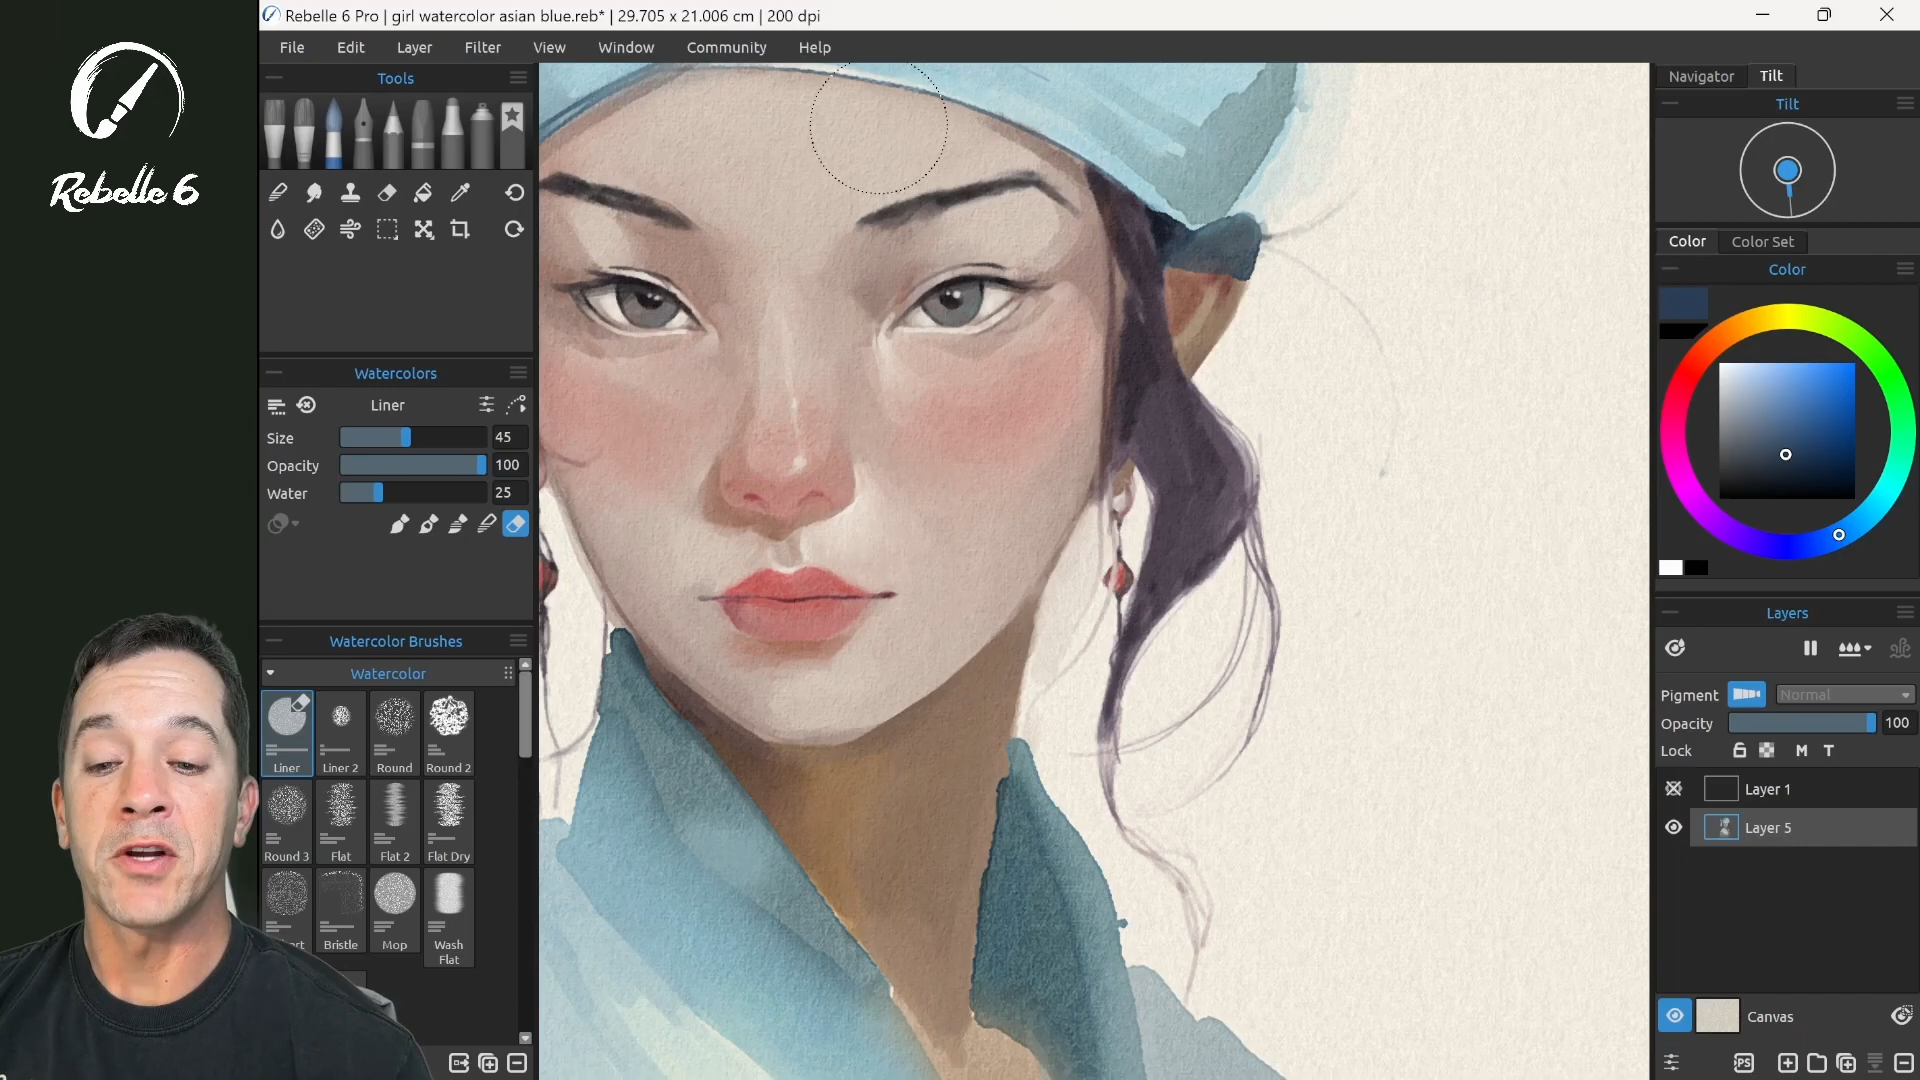 Rebelle 6
Rebelle 6 Pro | girl watercolor asian blue.reb* | 29.705 x 21.006 cm | 200 dpi
File Edit Layer Filter View Window Community Help
Tools
Watercolors
Liner
Size 45
Opacity 100
Water 25
Watercolor Brushes
Watercolor
Liner Liner 2 Round Round 2
Round 3 Flat Flat 2 Flat Dry
Bristle Mop Wash Flat
Navigator Tilt
Tilt
Color Color Set
Color
Layers
Pigment Normal
Opacity 100
Lock M T
Layer 1
Layer 5
Canvas
PS